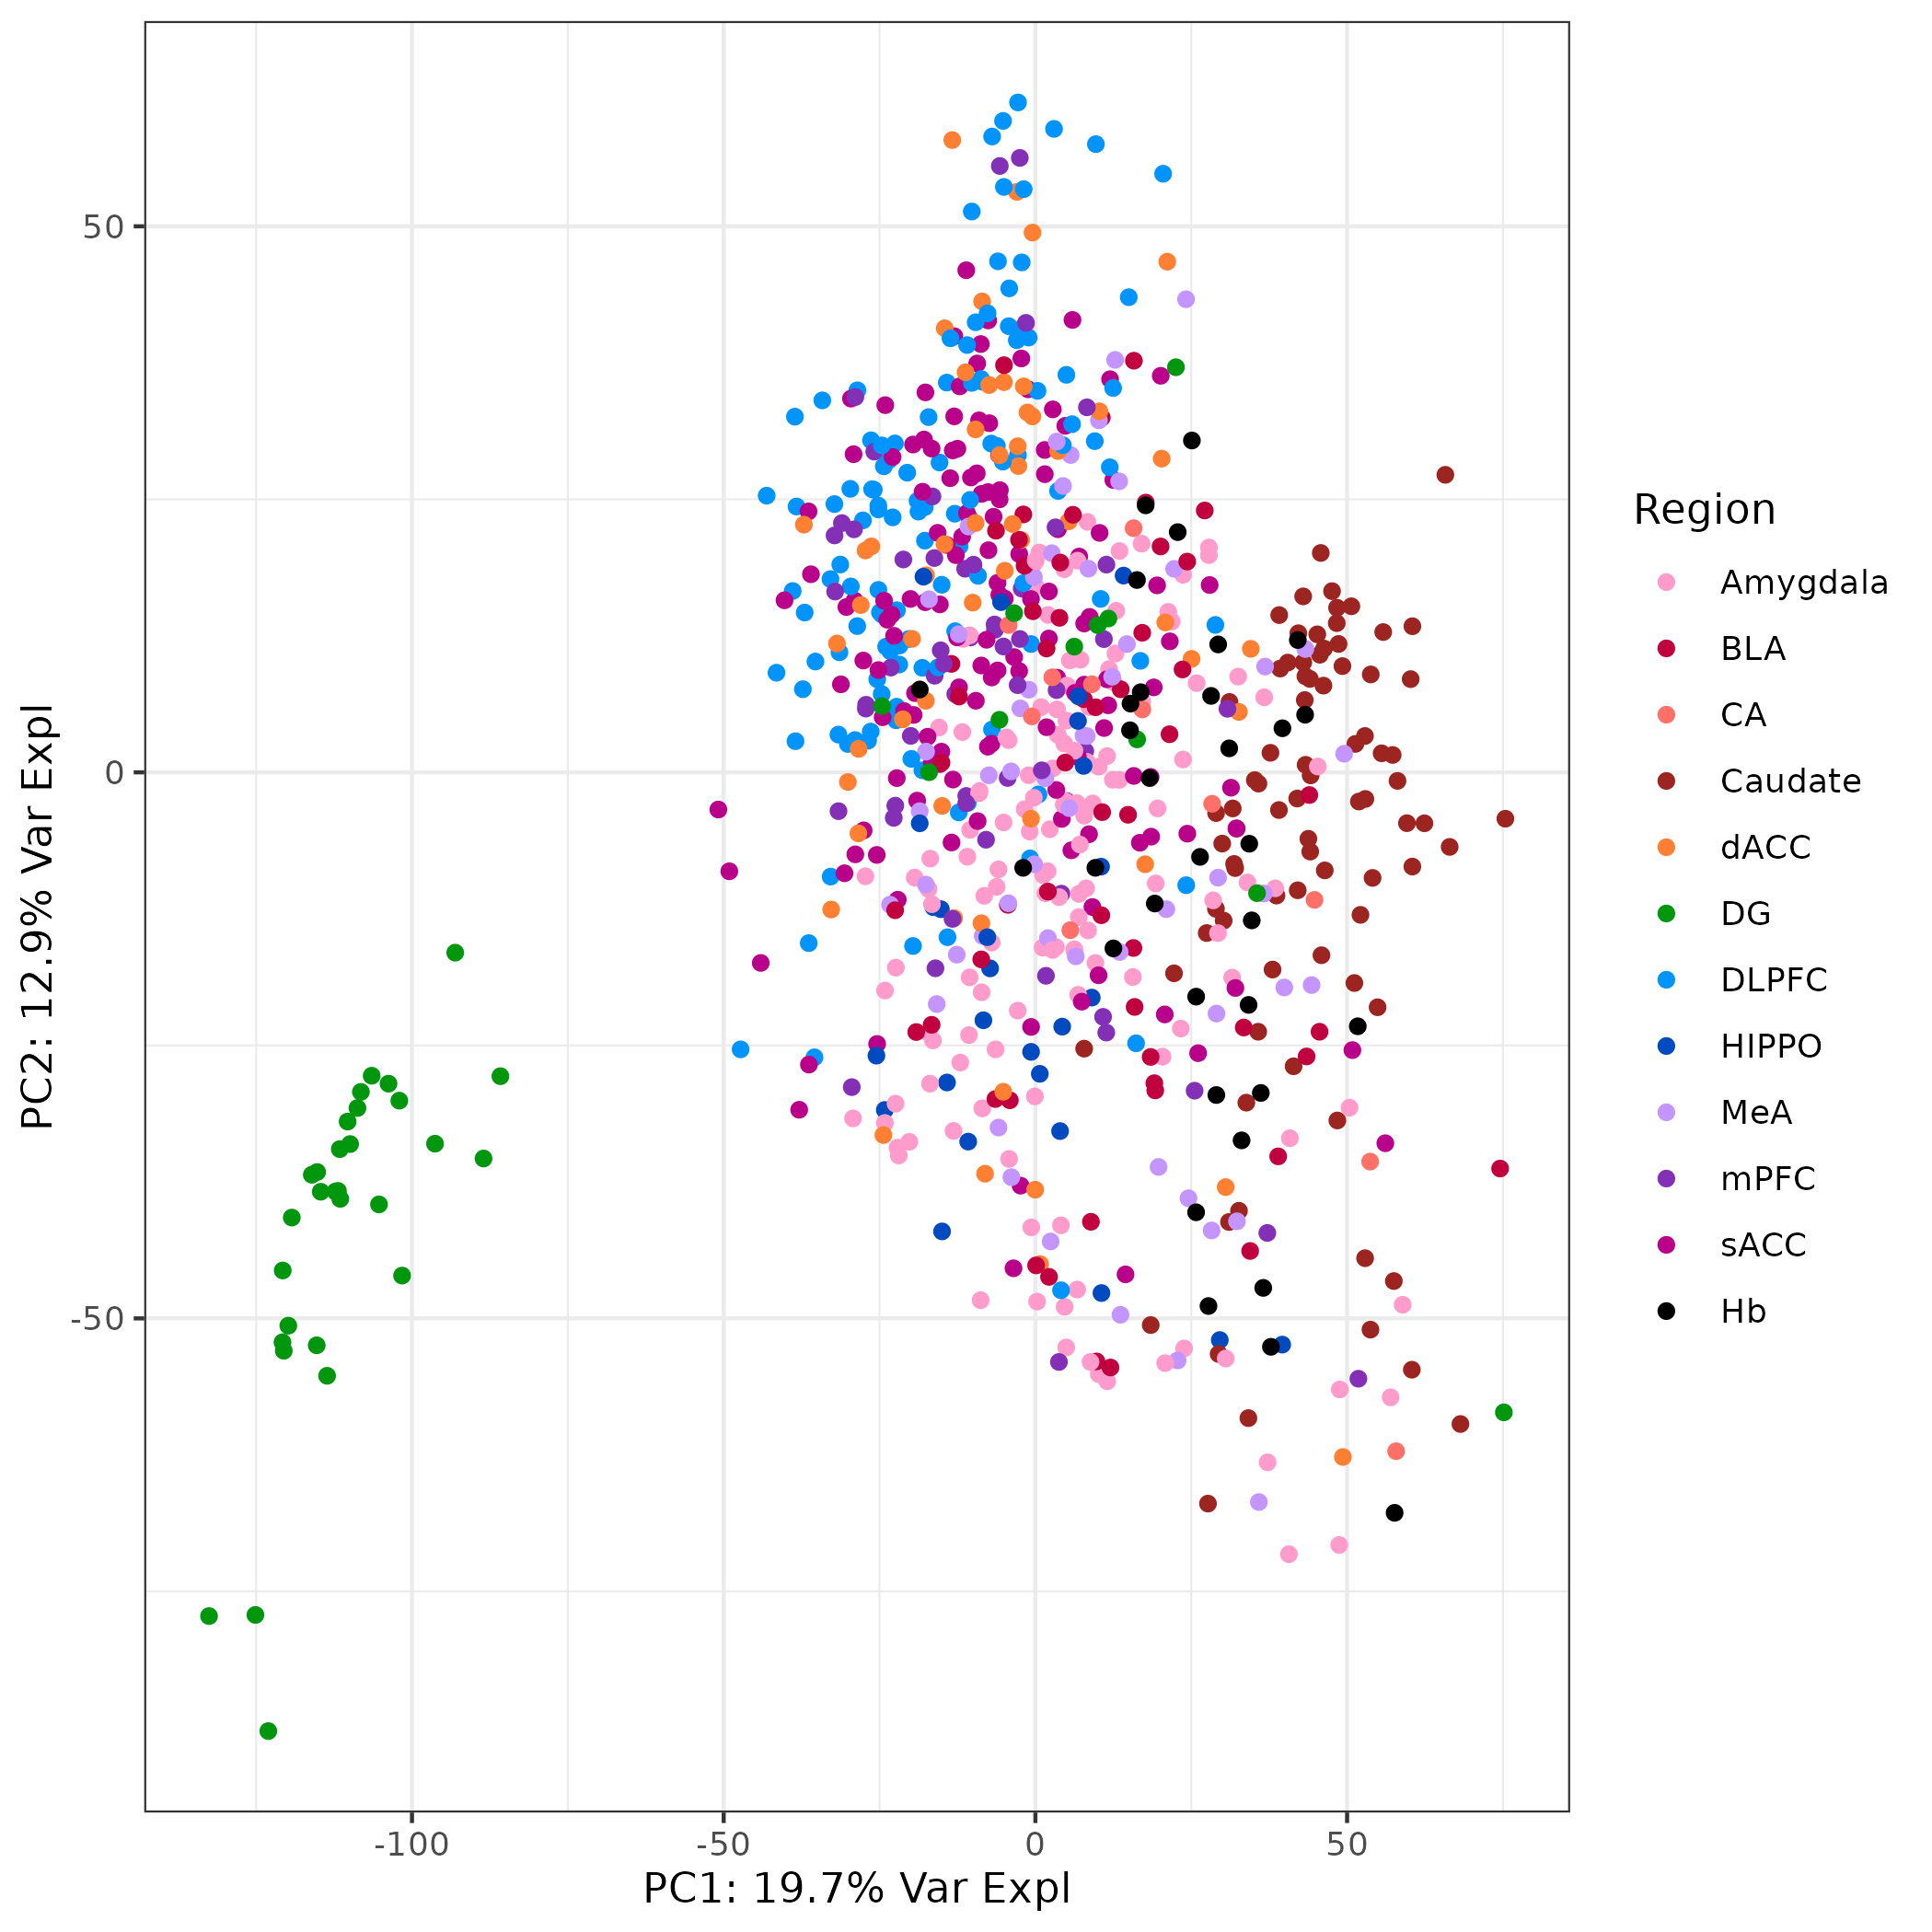 PC2: 12.9% Var Expl
50
0
-50
-100
-50
0
50
PC1: 19.7% Var Expl
Region
Amygdala
BLA
CA
Caudate
dACC
DG
DLPFC
HIPPO
MeA
mPFC
sACC
Hb